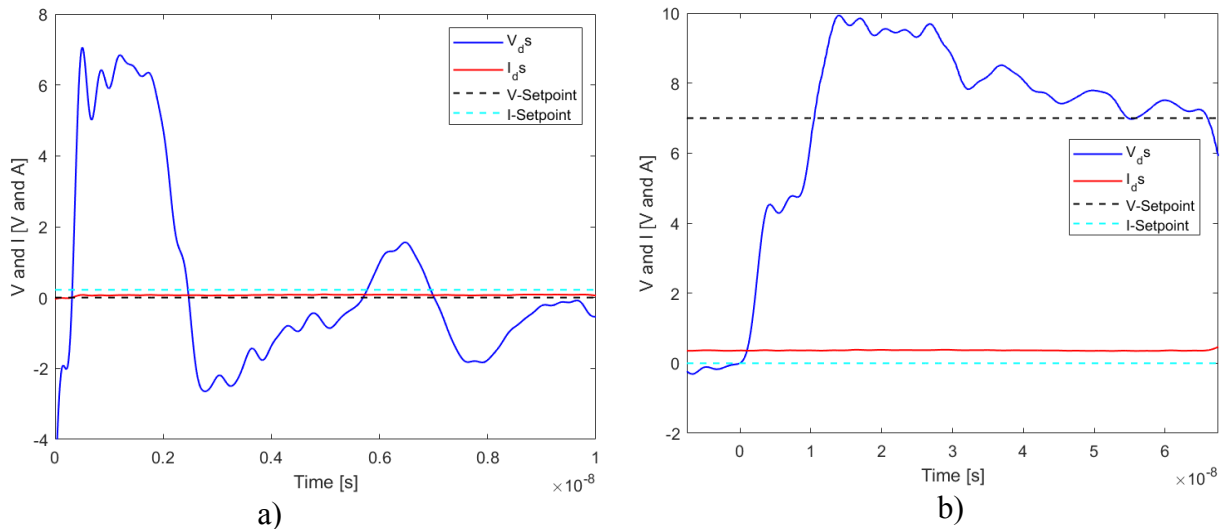 8
6
4
2
0
-2
-4
V and I [V and A]
V_ds
I_ds
V-Setpoint
I-Setpoint
0 0.2 0.4 0.6 0.8 1
Time [s]
×10^-8
a)
10
8
6
4
2
0
-2
V and I [V and A]
V_ds
I_ds
V-Setpoint
I-Setpoint
0 1 2 3 4 5 6
Time [s]
×10^-8
b)